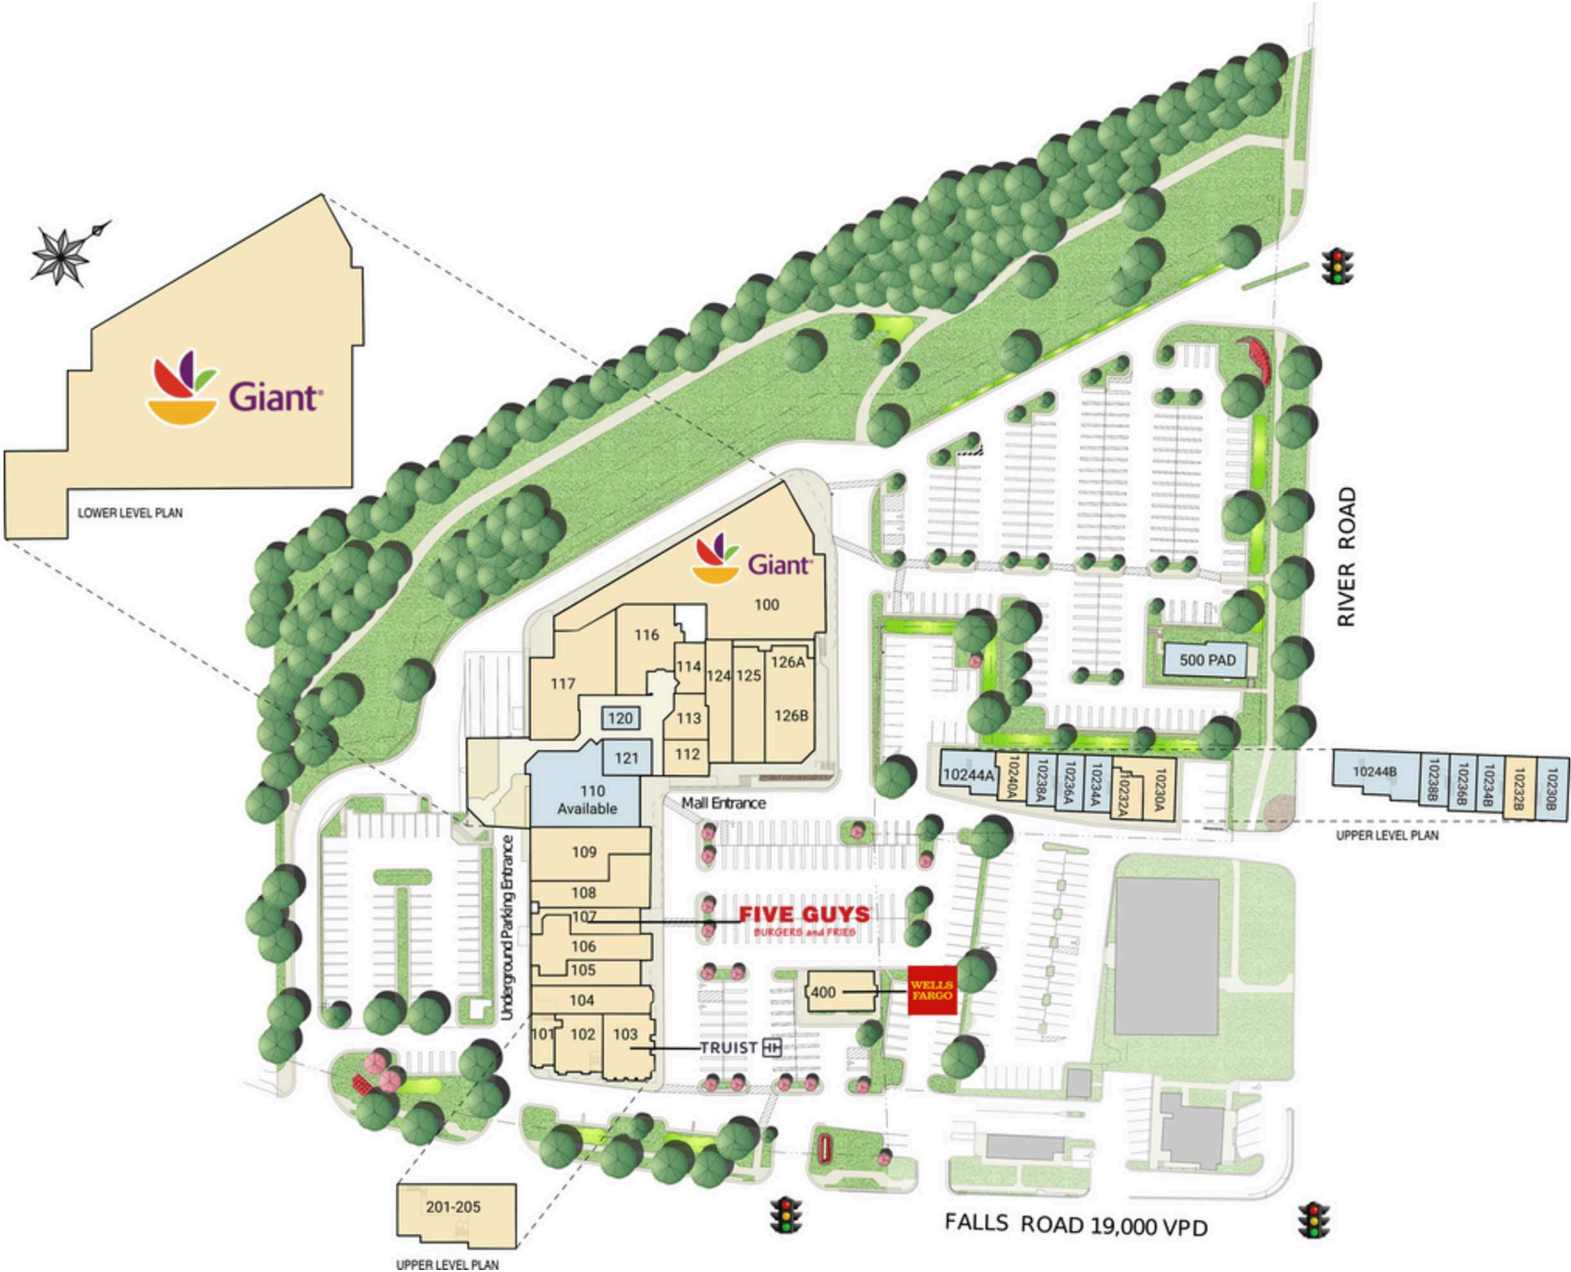 Giant
LOWER LEVEL PLAN
Giant
100
116
117
114
124
125
126A
126B
113
112
120
121
110
Available
Mall Entrance
109
108
107
106
105
104
101
102
103
Underground Parking Entrance
FIVE GUYS
BURGERS and FRIES
400
WELLS
FARGO
TRUIST
201-205
UPPER LEVEL PLAN
500 PAD
RIVER ROAD
10244A
10240A
10238A
10236A
10234A
10232A
10230A
10244B
10238B
10236B
10234B
10232B
10230B
UPPER LEVEL PLAN
FALLS ROAD 19,000 VPD